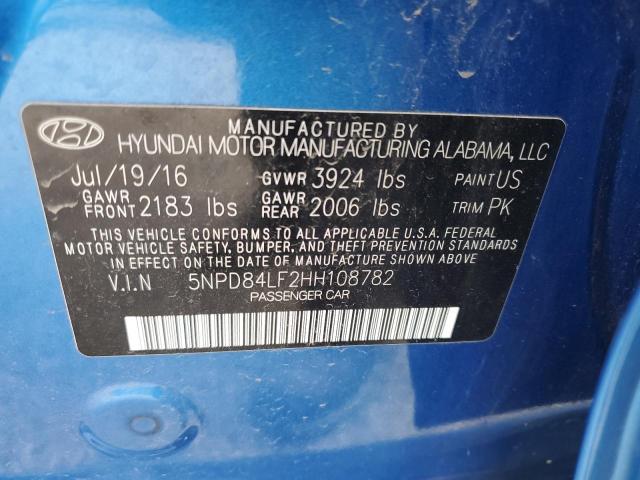 MANUFACTURED BY
HYUNDAI MOTOR MANUFACTURING ALABAMA, LLC
Jul/19/16 GVWR 3924 lbs PAINT US
GAWR FRONT 2183 lbs GAWR REAR 2006 lbs TRIM PK
THIS VEHICLE CONFORMS TO ALL APPLICABLE U.S.A. FEDERAL
MOTOR VEHICLE SAFETY, BUMPER, AND THEFT PREVENTION
STANDARDS IN EFFECT ON THE DATE OF MANUFACTURE SHOWN ABOVE.
V.I.N 5NPD84LF2HH108782
PASSENGER CAR